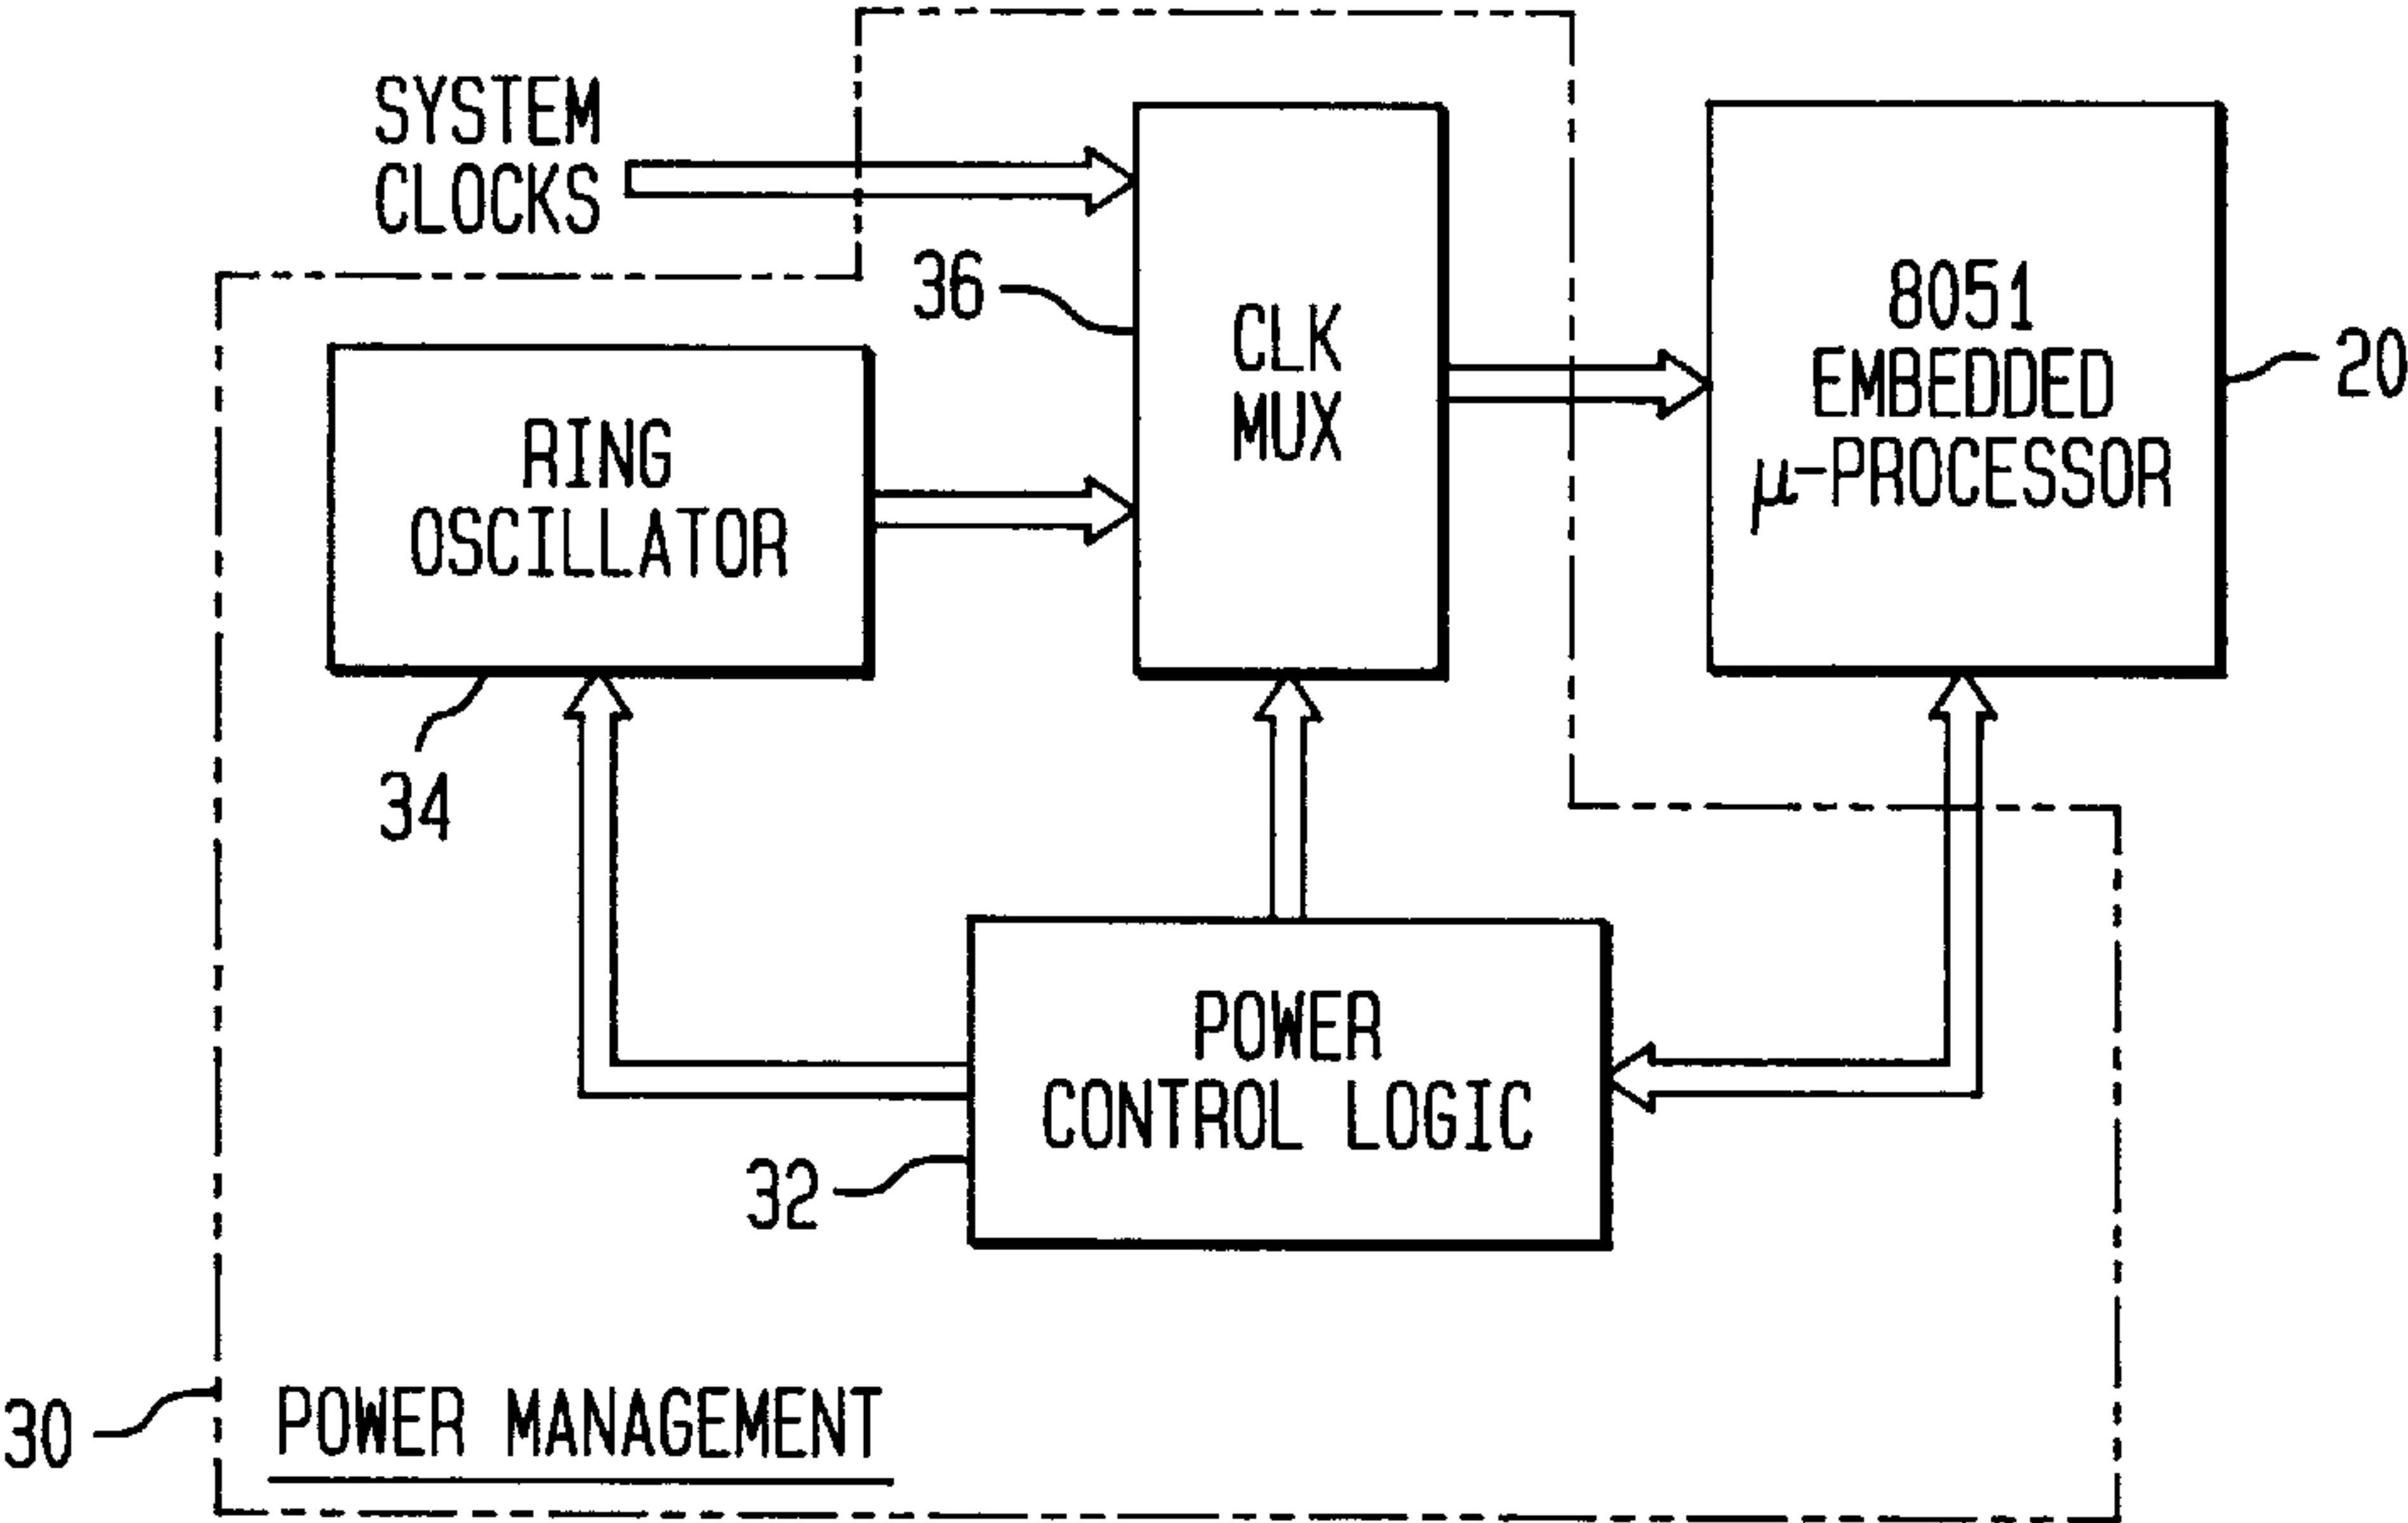 SYSTEM
CLOCKS
36
CLK
MUX
8051
EMBEDDED
μ-PROCESSOR
20
RING
OSCILLATOR
34
POWER
CONTROL LOGIC
32
30
POWER MANAGEMENT